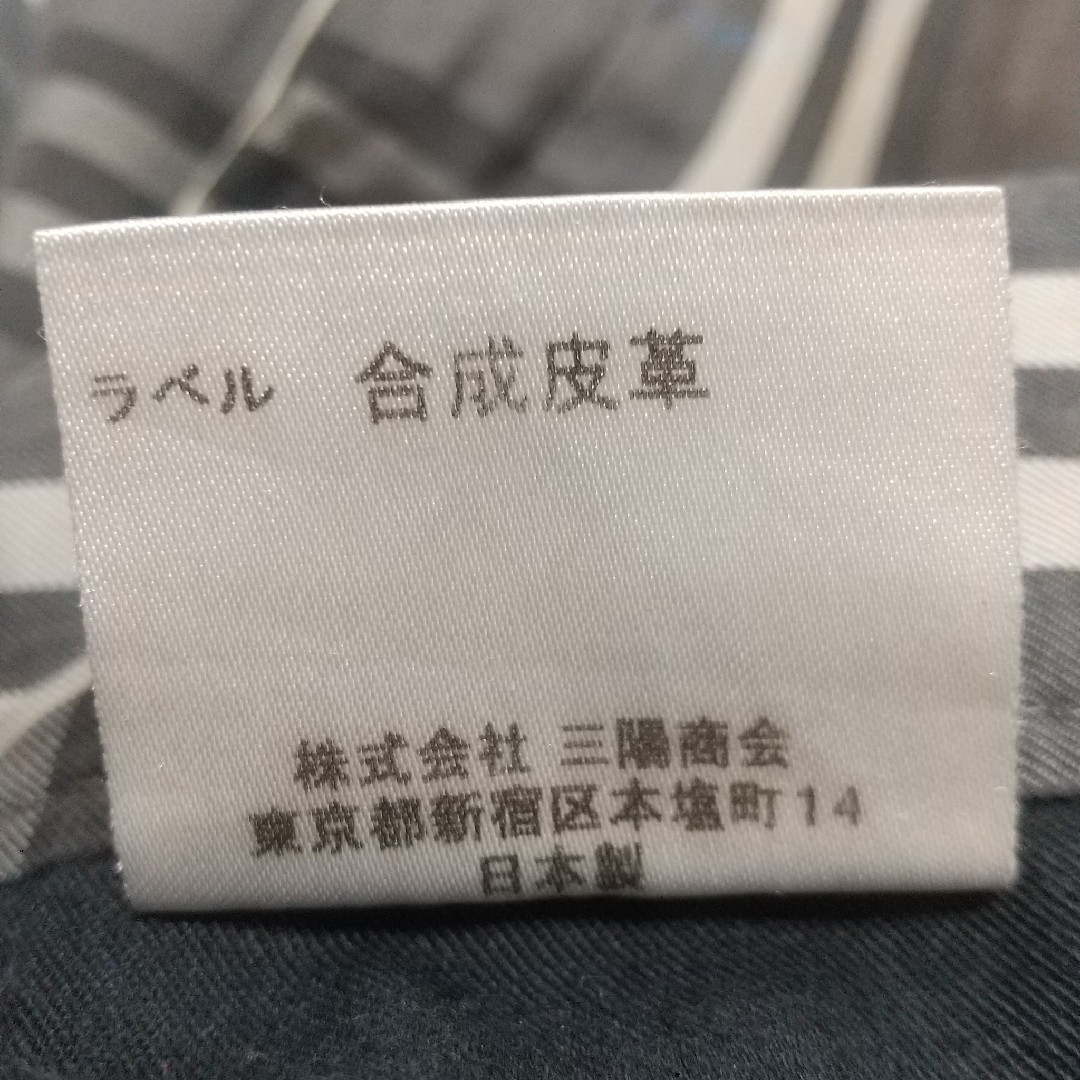 ラベル 合成皮革
株式会社 三陽商会
東京都新宿区本塩町14
日本製